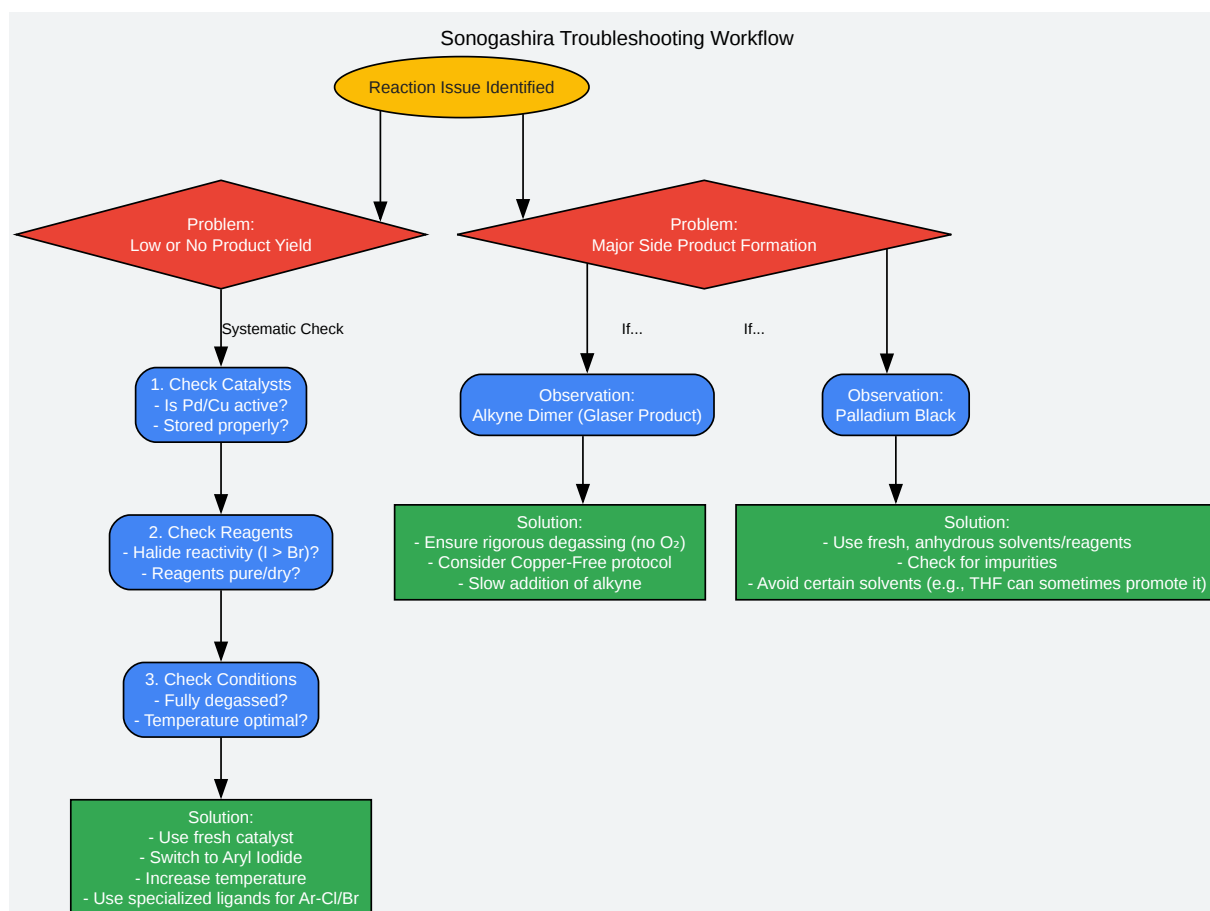 Sonogashira Troubleshooting Workflow
Reaction Issue Identified
Problem:
Low or No Product Yield
Problem:
Major Side Product Formation
Systematic Check
If...
If...
1. Check Catalysts
- Is Pd/Cu active?
- Stored properly?
Observation:
Alkyne Dimer (Glaser Product)
Observation:
Palladium Black
2. Check Reagents
- Halide reactivity (I > Br)?
- Reagents pure/dry?
Solution:
- Ensure rigorous degassing (no O₂)
- Consider Copper-Free protocol
- Slow addition of alkyne
Solution:
- Use fresh, anhydrous solvents/reagents
- Check for impurities
- Avoid certain solvents (e.g., THF can sometimes promote it)
3. Check Conditions
- Fully degassed?
- Temperature optimal?
Solution:
- Use fresh catalyst
- Switch to Aryl Iodide
- Increase temperature
- Use specialized ligands for Ar-Cl/Br